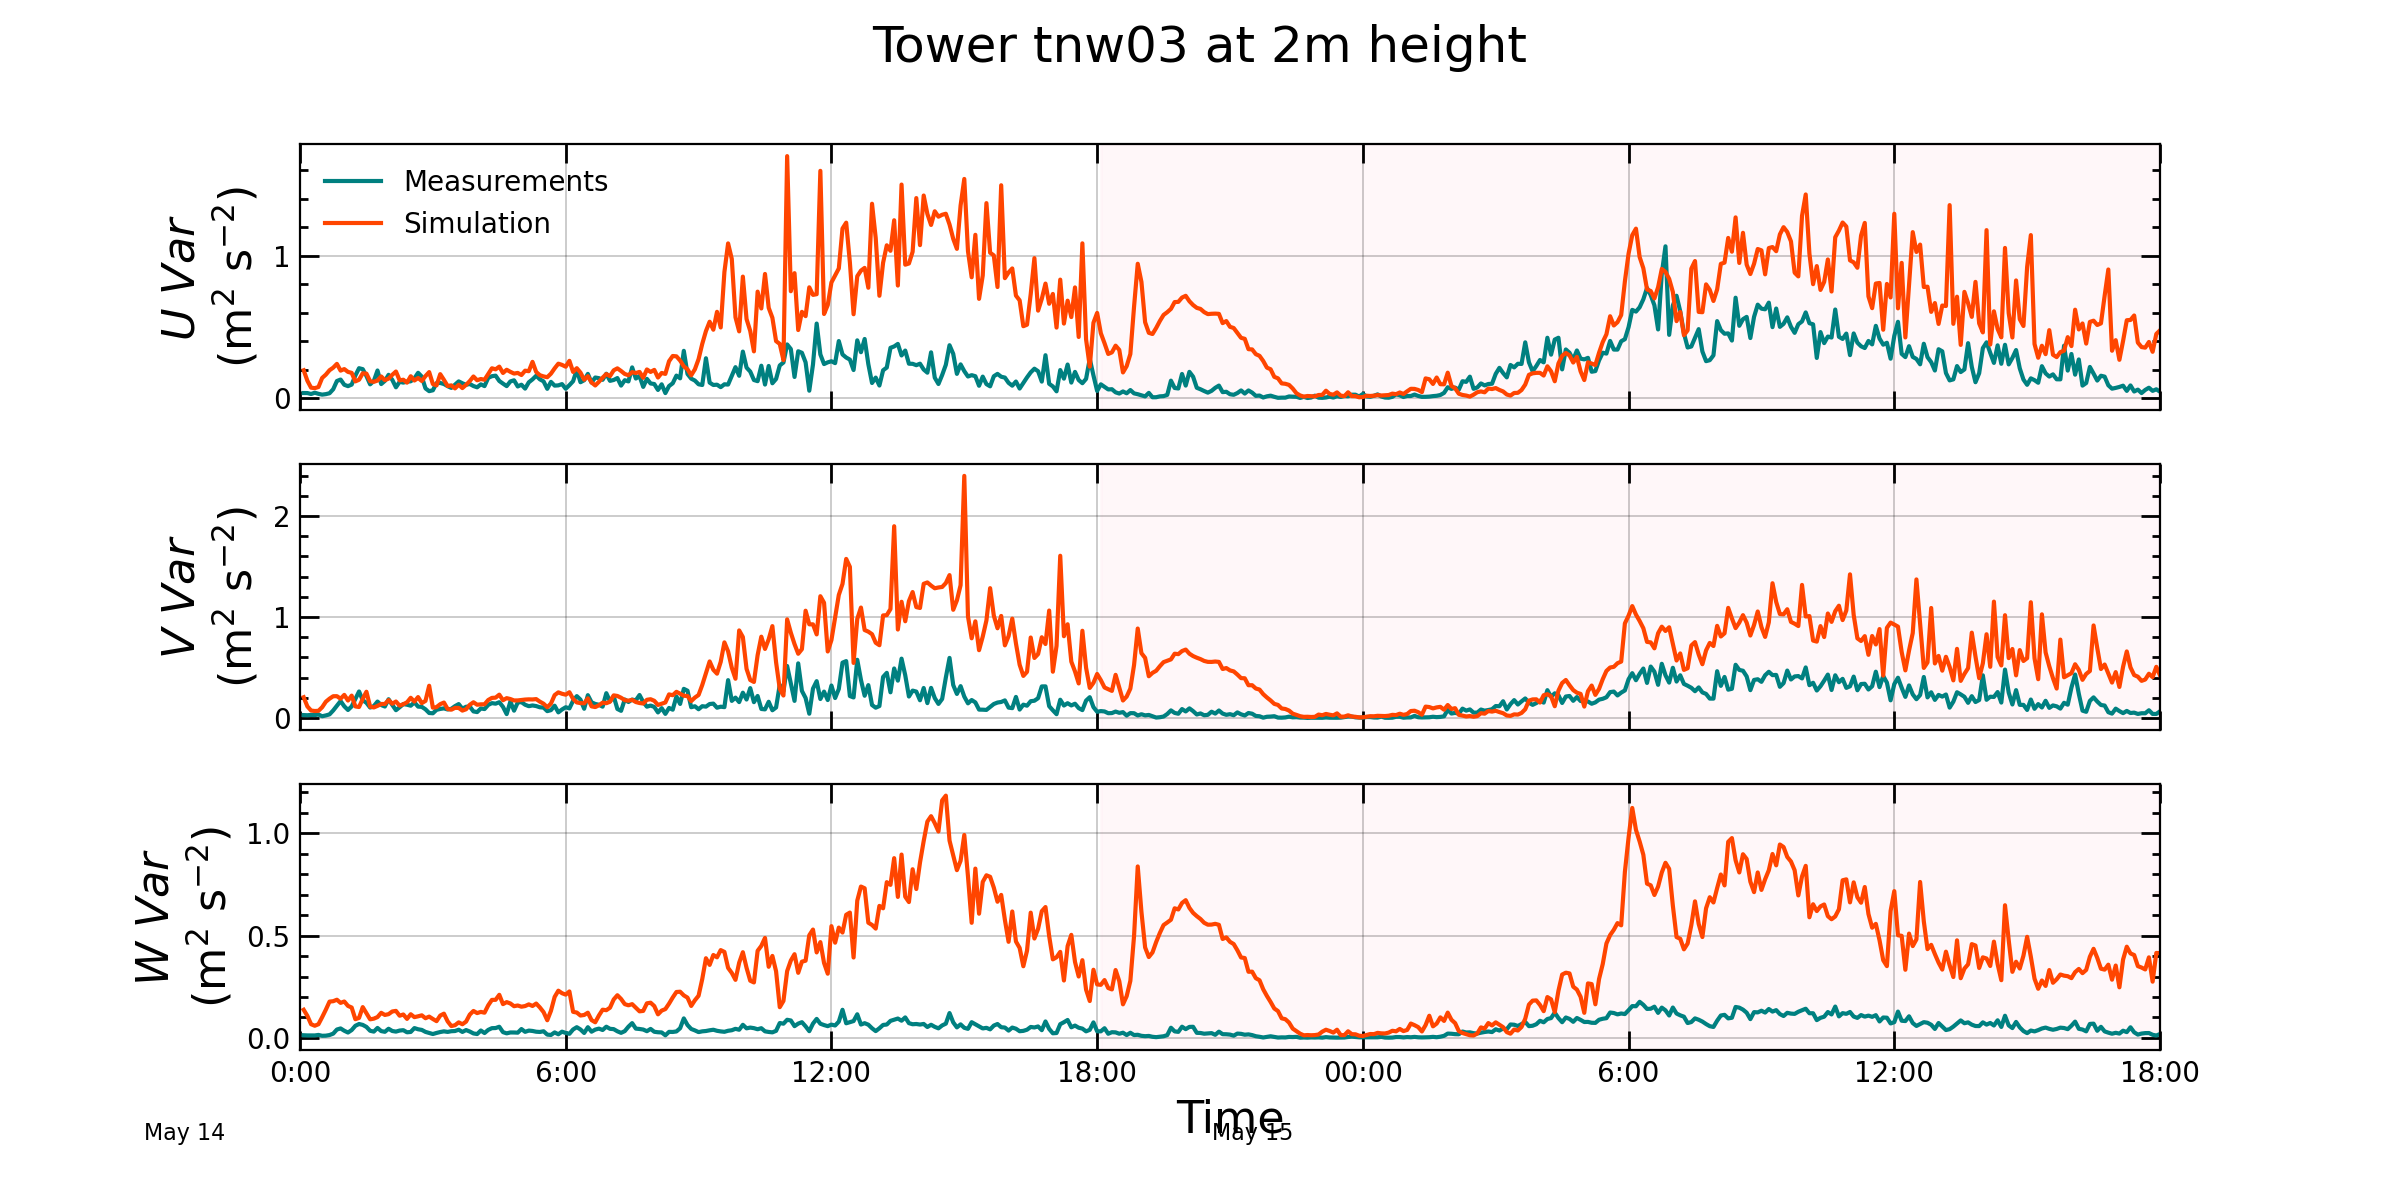 Tower tnw03 at 2m height
Measurements
Simulation
U Var
(m² s⁻²)
1
0
V Var
(m² s⁻²)
2
1
0
W Var
(m² s⁻²)
1.0
0.5
0.0
0:00 6:00 12:00 18:00 00:00 6:00 12:00 18:00
Time
May 14 May 15